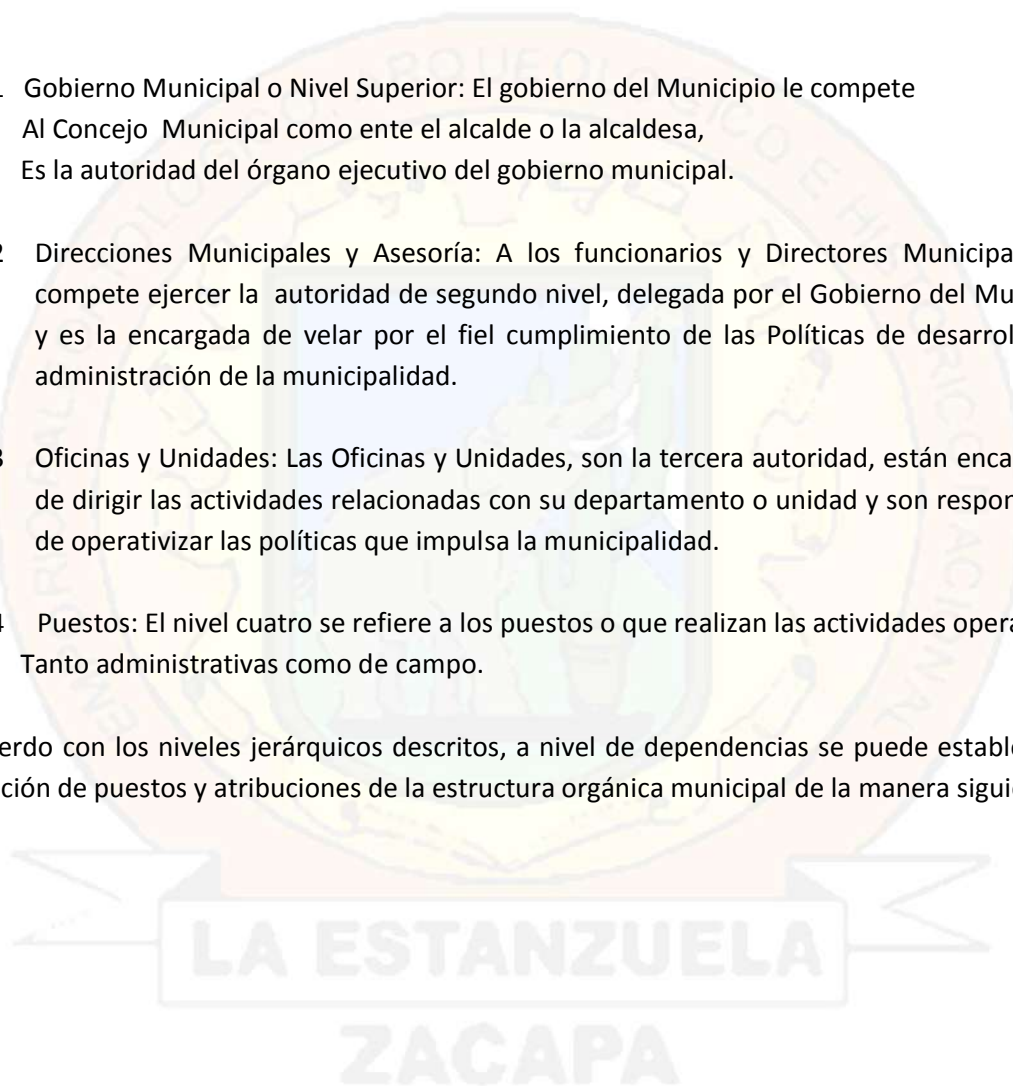 1 Gobierno Municipal o Nivel Superior: El gobierno del Municipio le compete
Al Concejo Municipal como ente el alcalde o la alcaldesa,
Es la autoridad del órgano ejecutivo del gobierno municipal.
2 Direcciones Municipales y Asesoría: A los funcionarios y Directores Municipa
compete ejercer la autoridad de segundo nivel, delegada por el Gobierno del Mu
y es la encargada de velar por el fiel cumplimiento de las Políticas de desarrol
administración de la municipalidad.
3 Oficinas y Unidades: Las Oficinas y Unidades, son la tercera autoridad, están enca
de dirigir las actividades relacionadas con su departamento o unidad y son respon
de operativizar las políticas que impulsa la municipalidad.
4 Puestos: El nivel cuatro se refiere a los puestos o que realizan las actividades opera
Tanto administrativas como de campo.
erdo con los niveles jerárquicos descritos, a nivel de dependencias se puede estable
ción de puestos y atribuciones de la estructura orgánica municipal de la manera sigui
LA ESTANZUELA
ZACAPA